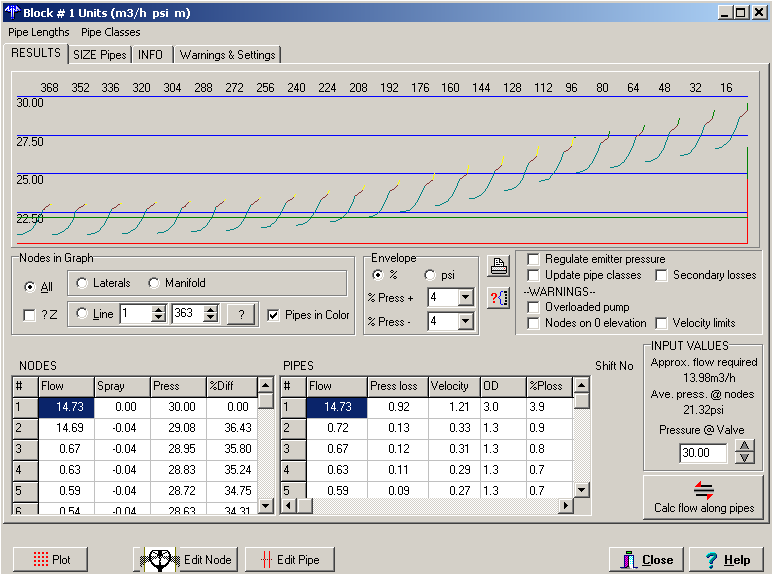 Block # 1 Units (m3/h psi m)
Pipe Lengths Pipe Classes
RESULTS SIZE Pipes INFO Warnings & Settings
368 352 336 320 304 288 272 256 240 224 208 192 176 160 144 128 112 96 80 64 48 32 16
30.00
27.50
25.00
22.50
Nodes in Graph
All
Laterals Manifold
? Z
Line 1 363 ?
Pipes in Color
Envelope
% psi
% Press + 4
% Press - 4
?
Regulate emitter pressure
Update pipe classes Secondary losses
--WARNINGS--
Overloaded pump
Nodes on 0 elevation Velocity limits
NODES
# Flow Spray Press %Diff
1 14.73 0.00 30.00 0.00
2 14.69 -0.04 29.08 36.43
3 0.67 -0.04 28.95 35.80
4 0.63 -0.04 28.83 35.24
5 0.59 -0.04 28.72 34.75
6 0.54 -0.04 28.63 34.31
PIPES
Shift No
# Flow Press loss Velocity OD %Ploss
1 14.73 0.92 1.21 3.0 3.9
2 0.72 0.13 0.33 1.3 0.9
3 0.67 0.12 0.31 1.3 0.8
4 0.63 0.11 0.29 1.3 0.7
5 0.59 0.09 0.27 1.3 0.7
INPUT VALUES
Approx. flow required
13.98m3/h
Ave. press. @ nodes
21.32psi
Pressure @ Valve
30.00
Calc flow along pipes
Plot Edit Node Edit Pipe Close ? Help